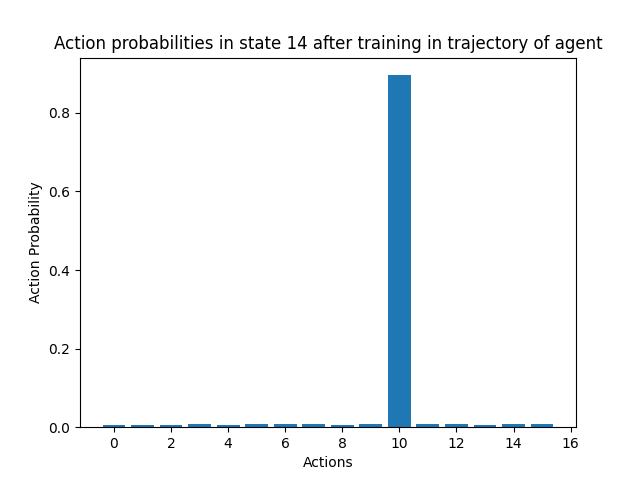 Action probabilities in state 14 after training in trajectory of agent
0.8
0.6
0.4
0.2
0.0
Action Probability
0 2 4 6 8 10 12 14 16
Actions